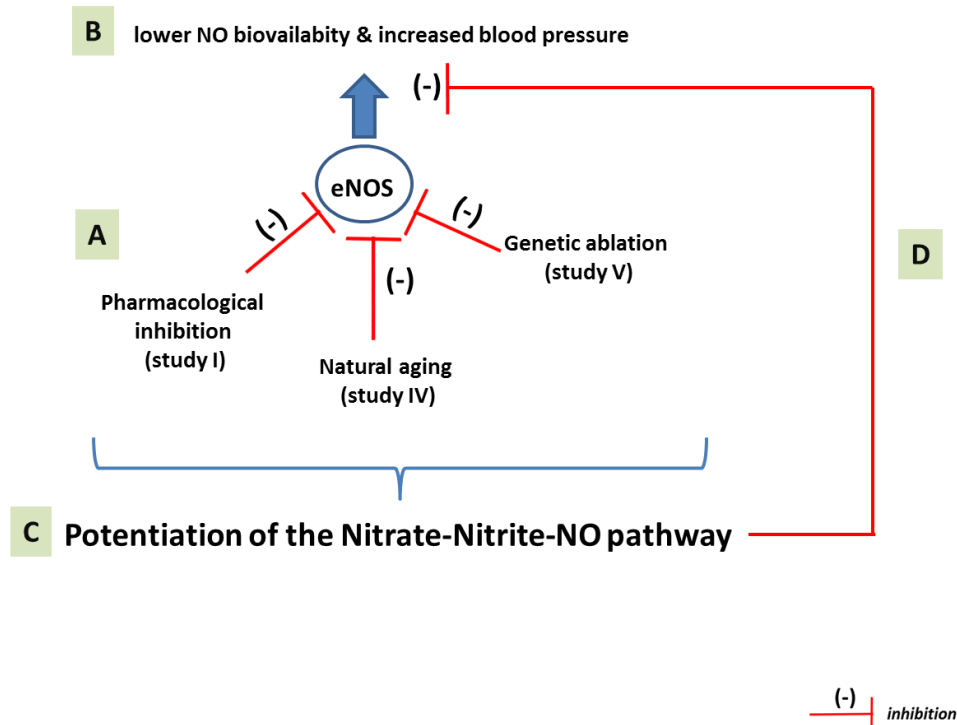 B
lower NO biovailabity & increased blood pressure
(-)
eNOS
A
(-)
(-)
(-)
Genetic ablation
(study V)
D
Pharmacological
inhibition
(study I)
Natural aging
(study IV)
C
Potentiation of the Nitrate-Nitrite-NO pathway
(-)
inhibition